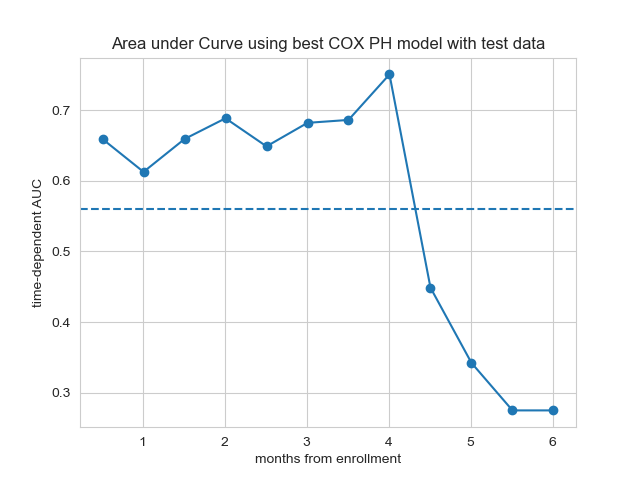 Area under Curve using best COX PH model with test data
time-dependent AUC
0.7
0.6
0.5
0.4
0.3
1 2 3 4 5 6
months from enrollment